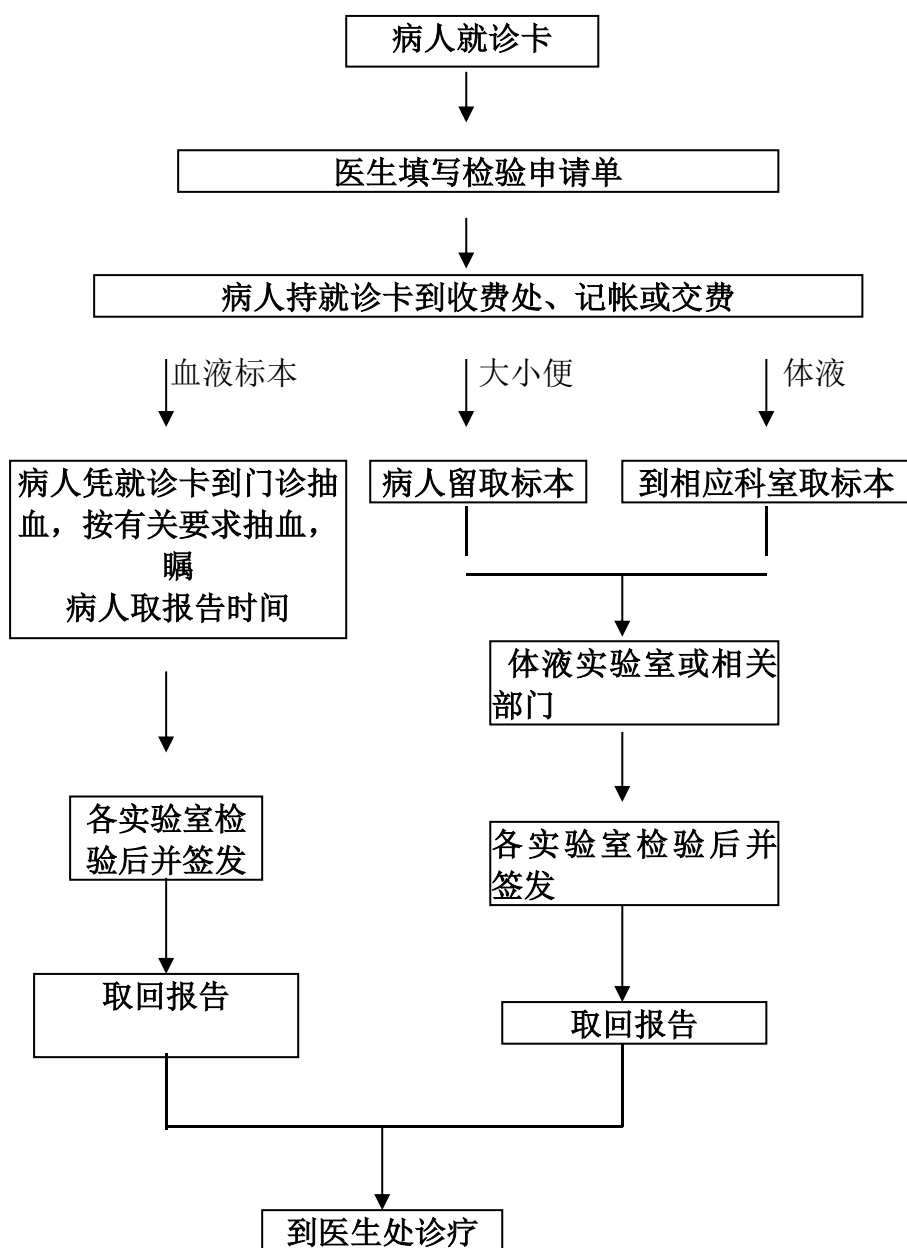 病人就诊卡
医生填写检验申请单
病人持就诊卡到收费处、记帐或交费
血液标本
大小便
体液
病人凭就诊卡到门诊抽
血，按有关要求抽血，
瞩
病人取报告时间
病人留取标本
到相应科室取标本
体液实验室或相关
部门
各实验室检
验后并签发
各实验室检验后并
签发
取回报告
取回报告
到医生处诊疗